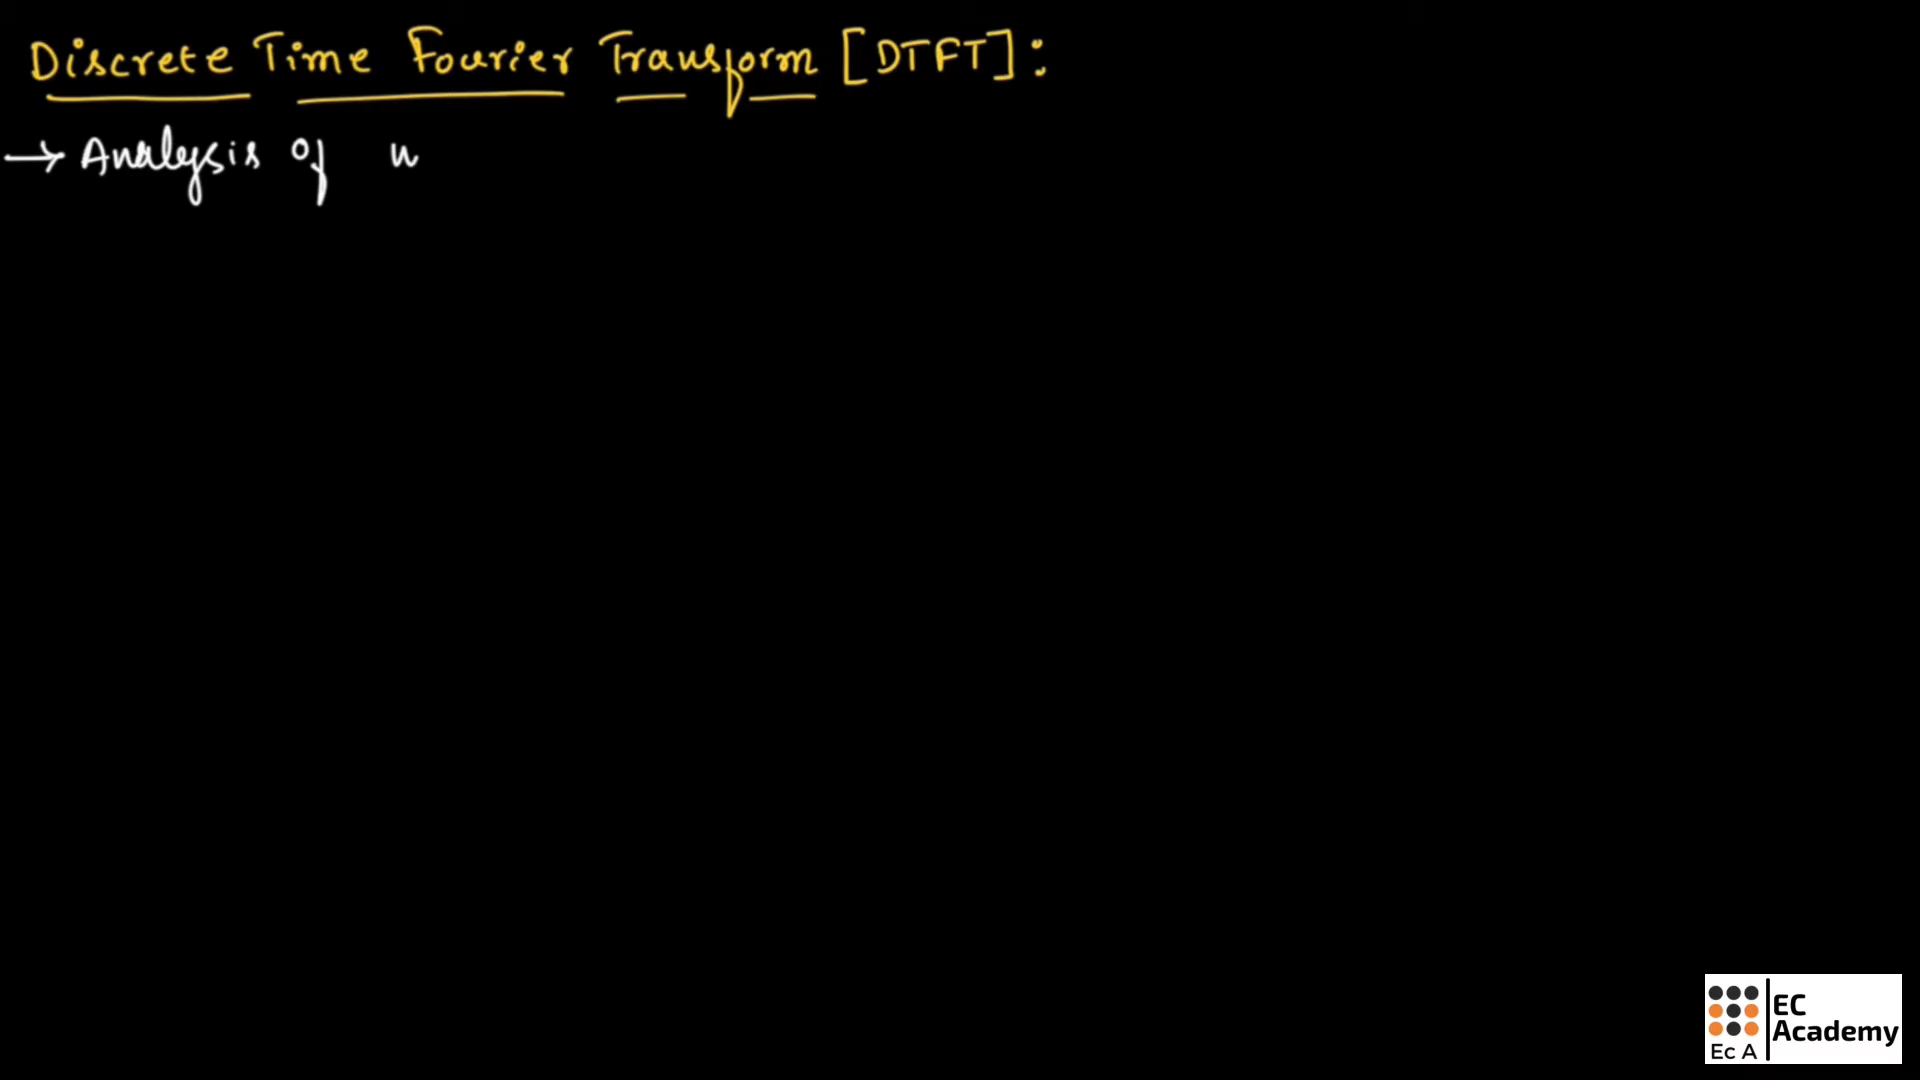 Discrete Time Fourier Transform [DTFT]:
→ Analysis of
EC
Academy
Ec A